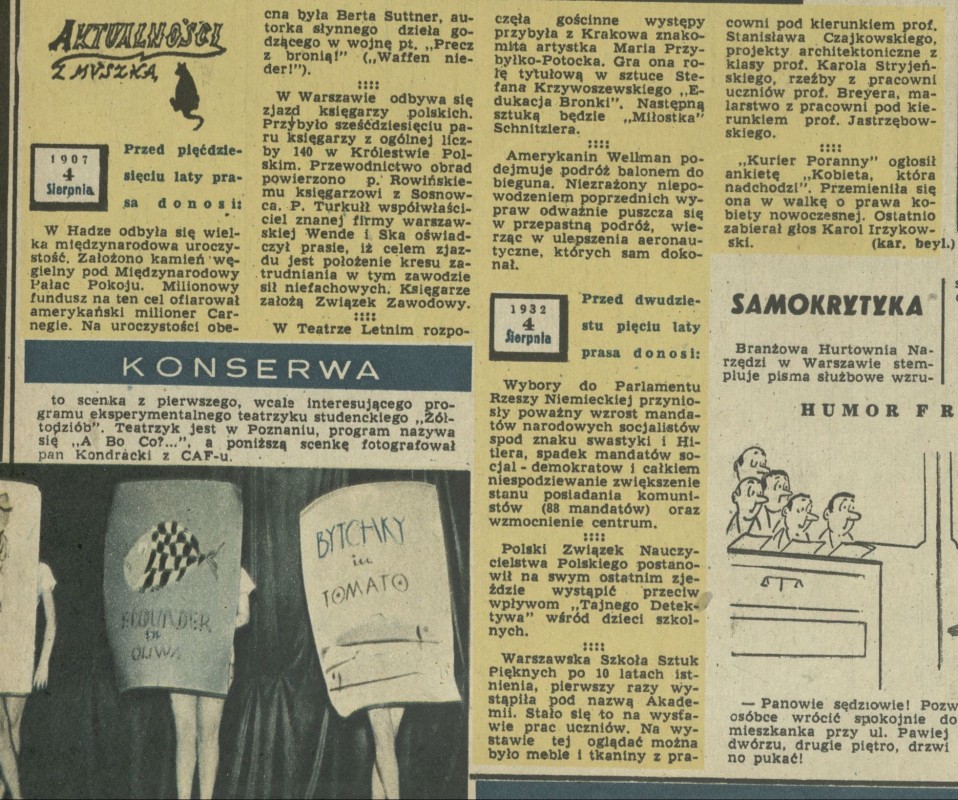 AKTUALNOŚCI
Z MYSZKĄ
1907
4
Sierpnia
Przed pięćdzie-
sięciu laty pra-
sa donosi:
W Hadze odbyła się wiel-
ka międzynarodowa uroczy-
stość. Założono kamień wę-
gielny pod Międzynarodowy
Pałac Pokoju. Milionowy
fundusz na ten cel ofiarował
amerykański milioner Car-
negie. Na uroczystości obe-
cna była Berta Suttner, au-
torka słynnego dzieła go-
dzącego w wojnę pt. „Precz
z bronią!" („Waffen nie-
der!").
W Warszawie odbywa się
zjazd księgarzy polskich.
Przybyło sześćdziesięciu pa-
ru księgarzy z ogólnej licz-
by 140 w Królestwie Pol-
skim. Przewodnictwo obrad
powierzono p. Rowińskie-
mu księgarzowi z Sosnow-
ca. P. Turkułł współwłaści-
ciel znanej firmy warszaw-
skiej Wende i Ska oświad-
czył prasie, iż celem zjaz-
du jest położenie kresu za-
trudniania w tym zawodzie
sił niefachowych. Księgarze
założą Związek Zawodowy.
W Teatrze Letnim rozpo-
częła gościnne występy
przybyła z Krakowa znako-
mita artystka Maria Przy-
byłko-Potocka. Gra ona ro-
lę tytułową w sztuce Ste-
fana Krzywoszewskiego „E-
dukacja Bronki". Następną
sztuką będzie „Miłostka"
Schnitzlera.
Amerykanin Wellman po-
dejmuje podróż balonem do
bieguna. Niezrażony niepo-
wodzeniem poprzednich wy-
praw odważnie puszcza się
w przepastną podróż, wie-
rząc w ulepszenia aeronau-
tyczne, których sam doko-
nał.
1932
4
Sierpnia
Przed dwudzie-
stu pięciu laty
prasa donosi:
Wybory do Parlamentu
Rzeszy Niemieckiej przynio-
sły poważny wzrost manda-
tów narodowych socjalistów
spod znaku swastyki i Hi-
tlera, spadek mandatów so-
cjal-demokratow i całkiem
niespodziewanie zwiększenie
stanu posiadania komuni-
stów (88 mandatów) oraz
wzmocnienie centrum.
Polski Związek Nauczy-
cielstwa Polskiego postano-
wił na swym ostatnim zje-
ździe wystąpić przeciw
wpływom „Tajnego Detek-
tywa" wśród dzieci szkol-
nych.
Warszawska Szkoła Sztuk
Pięknych po 10 latach ist-
nienia, pierwszy razy wy-
stąpiła pod nazwą Akade-
mii. Stało się to na wysta-
wie prac uczniów. Na wy-
stawie tej oglądać można
było meble i tkaniny z pra-
cowni pod kierunkiem prof.
Stanisława Czajkowskiego,
projekty architektoniczne z
klasy prof. Karola Stryjeń-
skiego, rzeźby z pracowni
uczniów prof. Breyera, ma-
larstwo z pracowni pod kie-
runkiem prof. Jastrzębow-
skiego.
„Kurier Poranny" ogłosił
ankietę „Kobieta, która
nadchodzi". Przemieniła się
ona w walkę o prawa ko-
biety nowoczesnej. Ostatnio
zabierał głos Karol Irzykow-
ski. (kar. beyl.)
KONSERWA
to scenka z pierwszego, wcale interesującego pro-
gramu eksperymentalnego teatrzyku studenckiego „Żół-
todziób". Teatrzyk jest w Poznaniu, program nazywa
się „A Bo Co?...", a poniższą scenkę fotografował
pan Kondracki z CAF-u.
in
OLIWA
BYTCHKY
in
TOMATO
SAMOKRYTYKA
Branżowa Hurtownia Na-
rzędzi w Warszawie stem-
pluje pisma służbowe wzru-
HUMOR FR
— Panowie sędziowie! Pozw
osóbce wrócić spokojnie do
mieszkanka przy ul. Pawiej
dwórzu, drugie piętro, drzwi
no pukać!